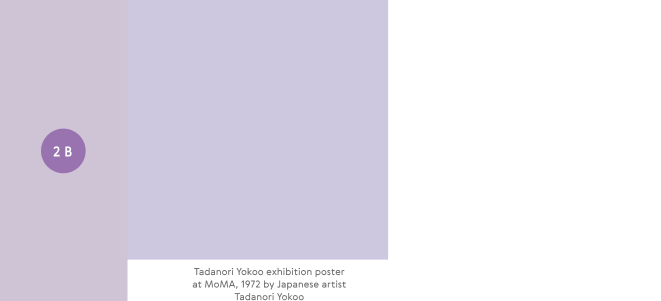 2 B
Tadanori Yokoo exhibition poster
at MoMA, 1972 by Japanese artist
Tadanori Yokoo